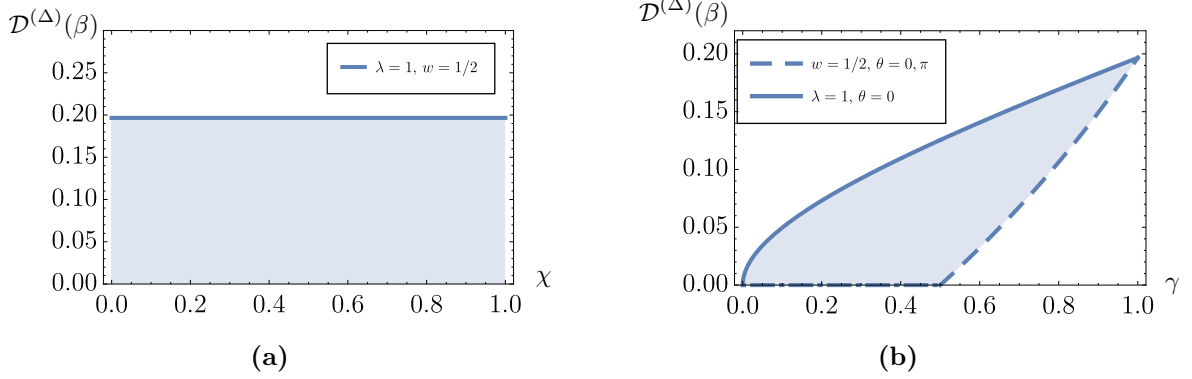 𝒟^(Δ)(β)
0.25
0.20
0.15
0.10
0.05
0.00
λ = 1, w = 1/2
0.0 0.2 0.4 0.6 0.8 1.0 χ
(a)
𝒟^(Δ)(β)
0.20
0.15
0.10
0.05
0.00
w = 1/2, θ = 0, π
λ = 1, θ = 0
0.0 0.2 0.4 0.6 0.8 1.0 γ
(b)